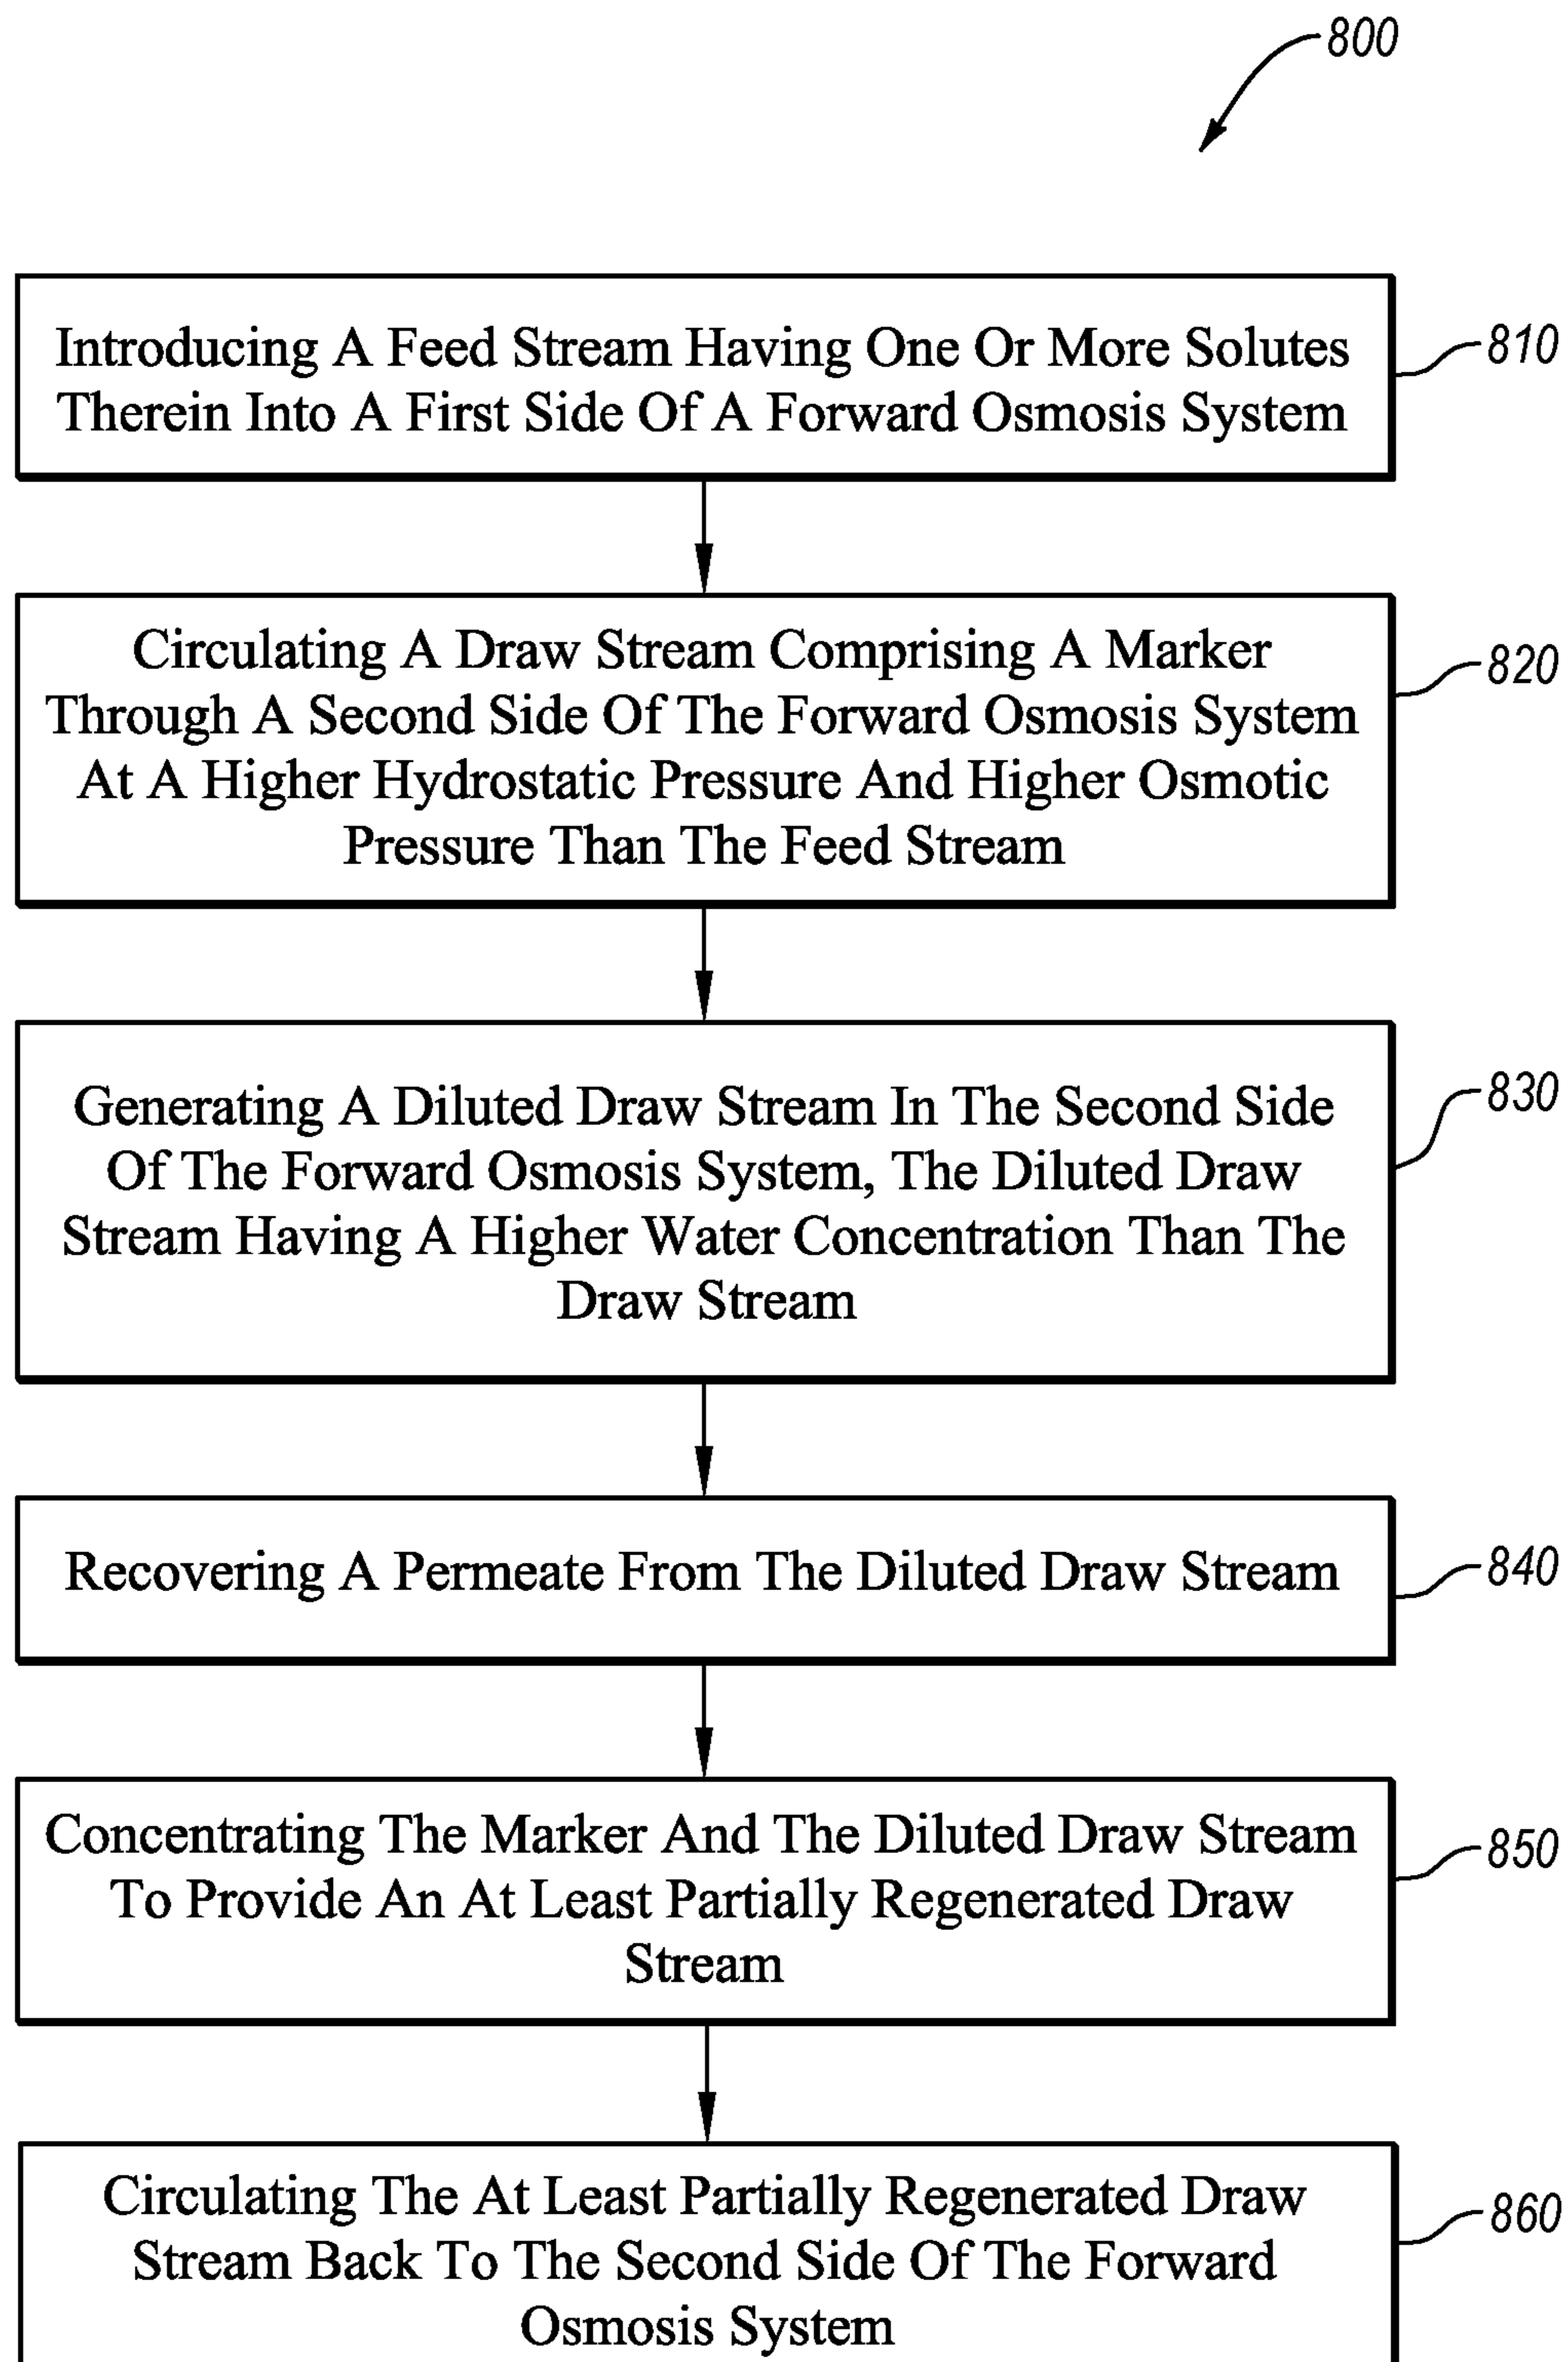 800
Introducing A Feed Stream Having One Or More Solutes
Therein Into A First Side Of A Forward Osmosis System
810
Circulating A Draw Stream Comprising A Marker
Through A Second Side Of The Forward Osmosis System
At A Higher Hydrostatic Pressure And Higher Osmotic
Pressure Than The Feed Stream
820
Generating A Diluted Draw Stream In The Second Side
Of The Forward Osmosis System, The Diluted Draw
Stream Having A Higher Water Concentration Than The
Draw Stream
830
Recovering A Permeate From The Diluted Draw Stream
840
Concentrating The Marker And The Diluted Draw Stream
To Provide An At Least Partially Regenerated Draw
Stream
850
Circulating The At Least Partially Regenerated Draw
Stream Back To The Second Side Of The Forward
Osmosis System
860